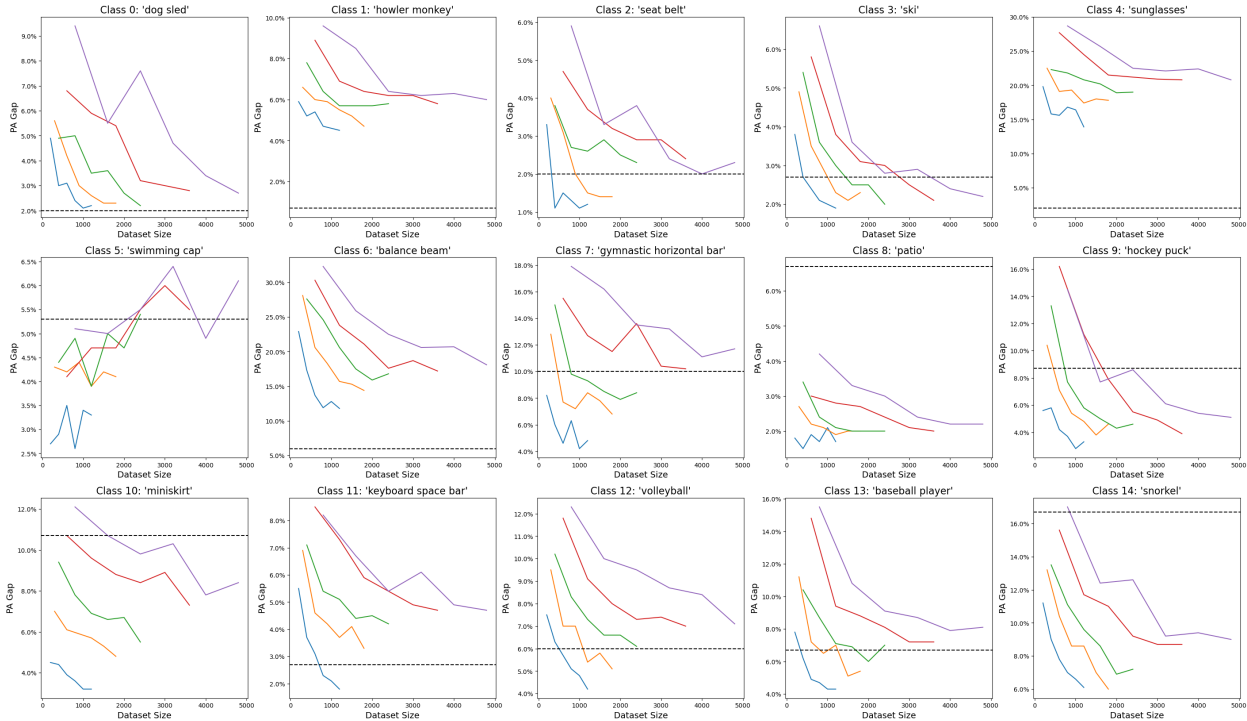 Class 0: 'dog sled'
PA Gap
9.0%
8.0%
7.0%
6.0%
5.0%
4.0%
3.0%
2.0%
0 1000 2000 3000 4000 5000
Dataset Size
Class 1: 'howler monkey'
PA Gap
10.0%
8.0%
6.0%
4.0%
2.0%
0 1000 2000 3000 4000 5000
Dataset Size
Class 2: 'seat belt'
PA Gap
6.0%
5.0%
4.0%
3.0%
2.0%
1.0%
0 1000 2000 3000 4000 5000
Dataset Size
Class 3: 'ski'
PA Gap
6.0%
5.0%
4.0%
3.0%
2.0%
0 1000 2000 3000 4000 5000
Dataset Size
Class 4: 'sunglasses'
PA Gap
30.0%
25.0%
20.0%
15.0%
10.0%
5.0%
0 1000 2000 3000 4000 5000
Dataset Size
Class 5: 'swimming cap'
PA Gap
6.5%
6.0%
5.5%
5.0%
4.5%
4.0%
3.5%
3.0%
2.5%
0 1000 2000 3000 4000 5000
Dataset Size
Class 6: 'balance beam'
PA Gap
30.0%
25.0%
20.0%
15.0%
10.0%
5.0%
0 1000 2000 3000 4000 5000
Dataset Size
Class 7: 'gymnastic horizontal bar'
PA Gap
18.0%
16.0%
14.0%
12.0%
10.0%
8.0%
6.0%
4.0%
0 1000 2000 3000 4000 5000
Dataset Size
Class 8: 'patio'
PA Gap
6.0%
5.0%
4.0%
3.0%
2.0%
0 1000 2000 3000 4000 5000
Dataset Size
Class 9: 'hockey puck'
PA Gap
16.0%
14.0%
12.0%
10.0%
8.0%
6.0%
4.0%
0 1000 2000 3000 4000 5000
Dataset Size
Class 10: 'miniskirt'
PA Gap
12.0%
10.0%
8.0%
6.0%
4.0%
0 1000 2000 3000 4000 5000
Dataset Size
Class 11: 'keyboard space bar'
PA Gap
8.0%
7.0%
6.0%
5.0%
4.0%
3.0%
2.0%
0 1000 2000 3000 4000 5000
Dataset Size
Class 12: 'volleyball'
PA Gap
12.0%
11.0%
10.0%
9.0%
8.0%
7.0%
6.0%
5.0%
4.0%
0 1000 2000 3000 4000 5000
Dataset Size
Class 13: 'baseball player'
PA Gap
16.0%
14.0%
12.0%
10.0%
8.0%
6.0%
4.0%
0 1000 2000 3000 4000 5000
Dataset Size
Class 14: 'snorkel'
PA Gap
16.0%
14.0%
12.0%
10.0%
8.0%
6.0%
0 1000 2000 3000 4000 5000
Dataset Size